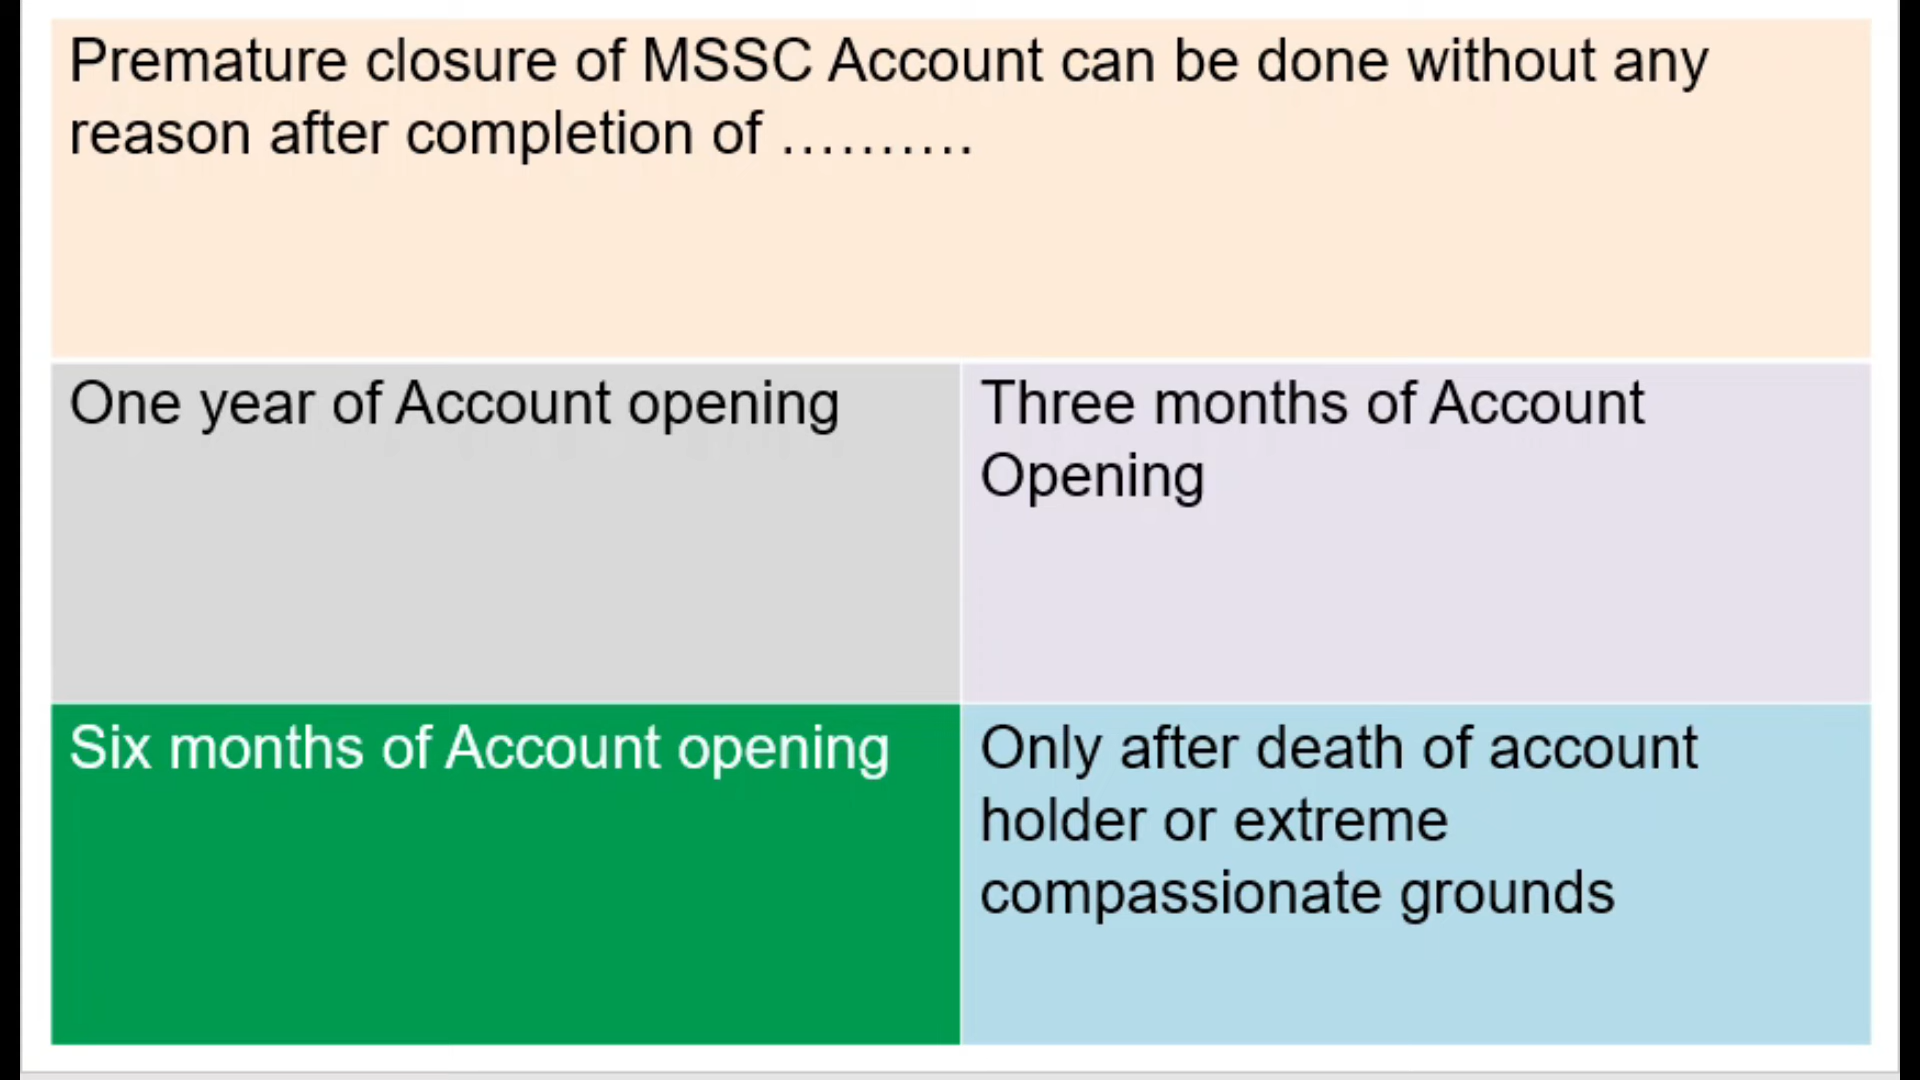 Premature closure of MSSC Account can be done without any
reason after completion of ..........
One year of Account opening
Three months of Account
Opening
Six months of Account opening
Only after death of account
holder or extreme
compassionate grounds